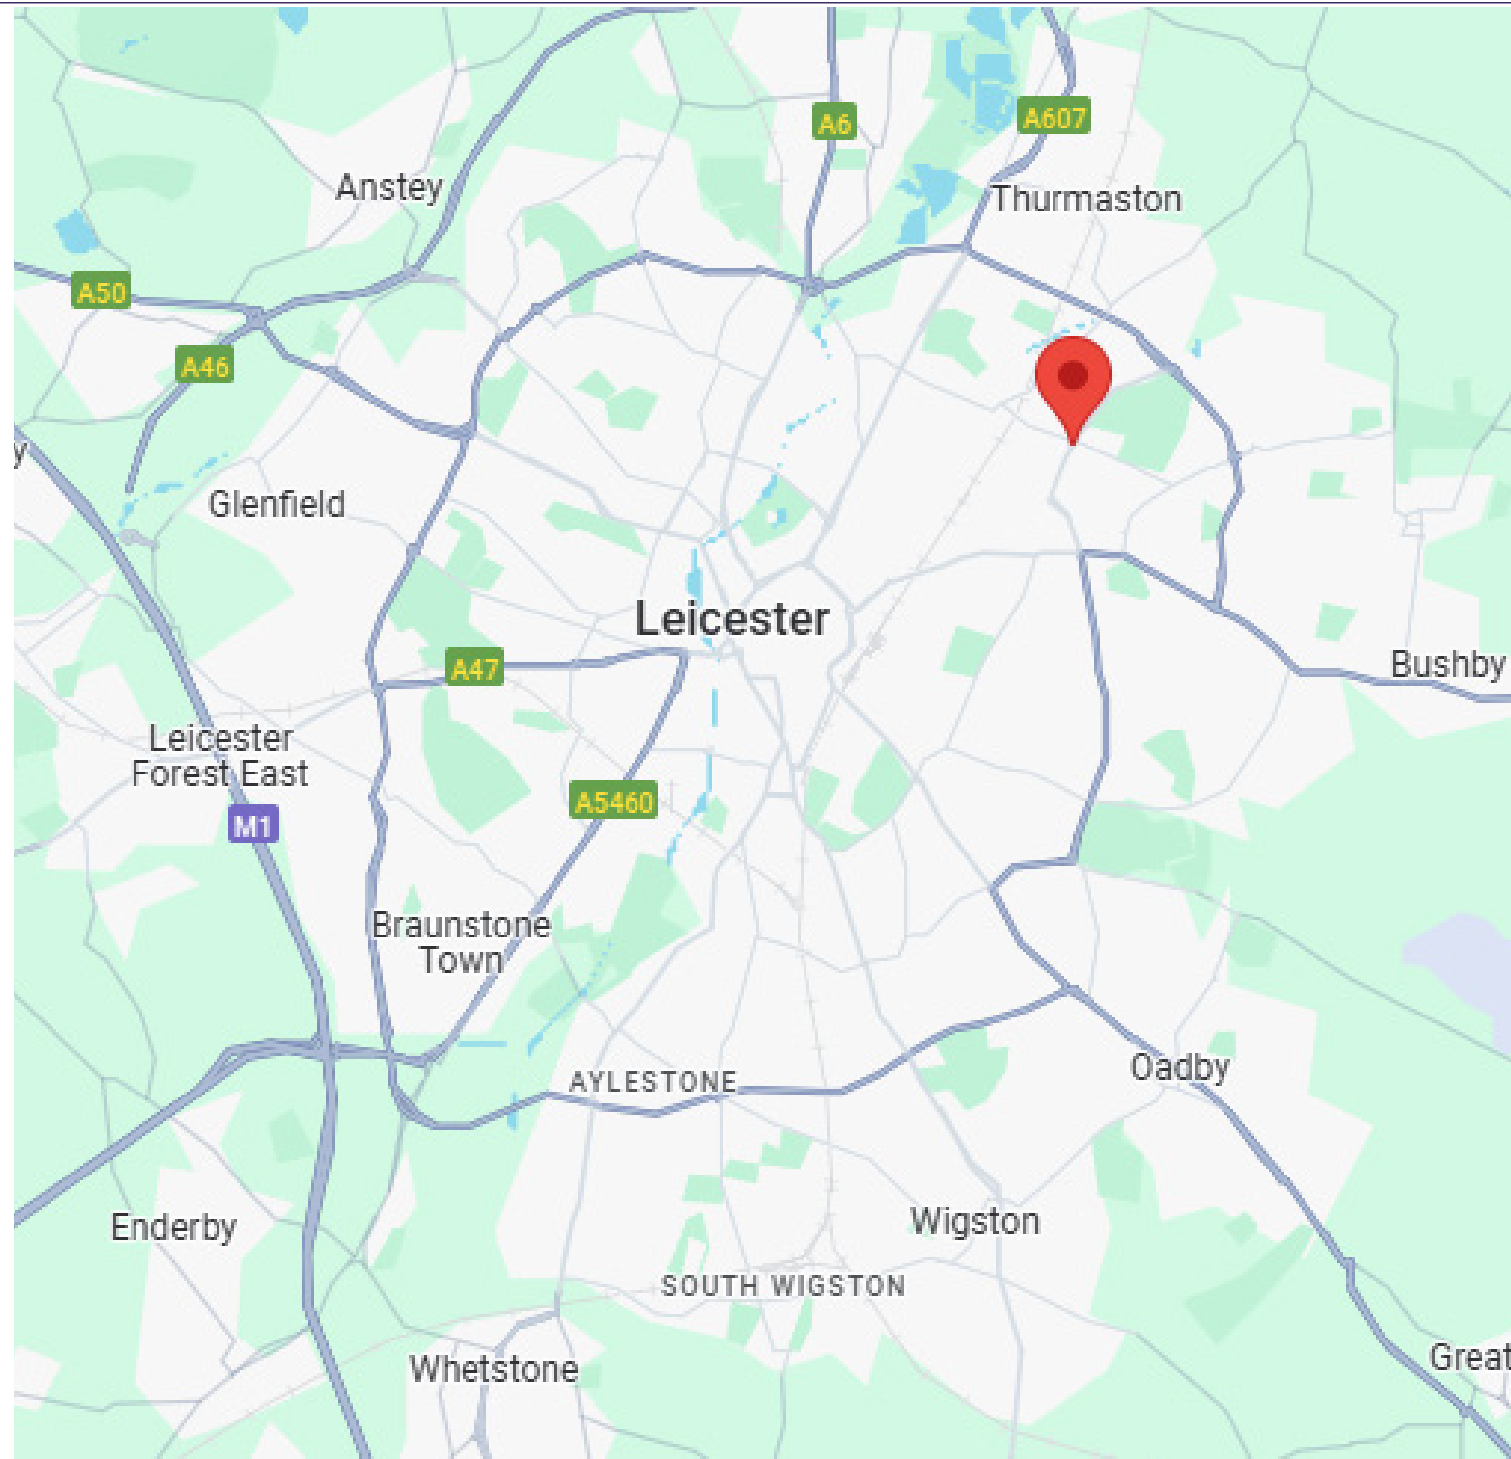 A6
A607
Anstey
Thurmaston
A50
A46
y
Glenfield
Leicester
A47
Bushby
Leicester
Forest East
A5460
M1
Braunstone
Town
Oadby
AYLESTONE
Enderby
Wigston
SOUTH WIGSTON
Great
Whetstone